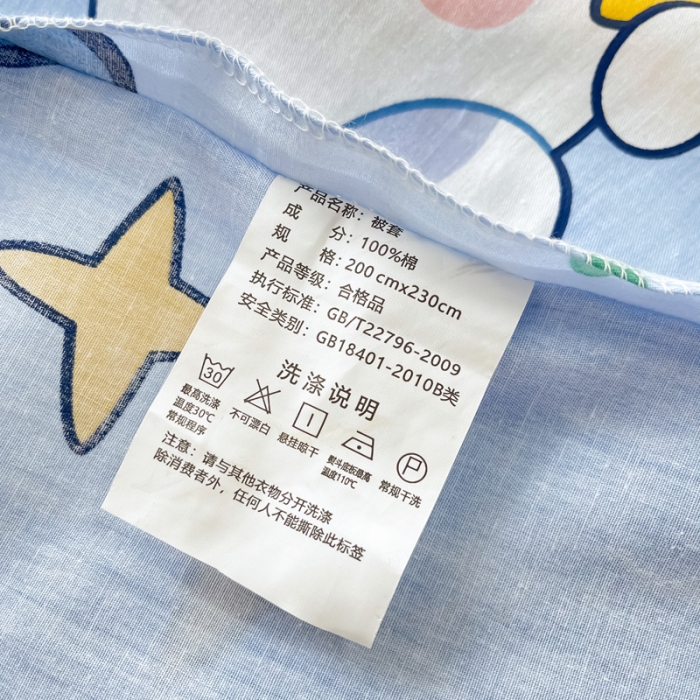 产品名称：被套
成　　分：100%棉
规　　格：200cmx230cm
产品等级：合格品
执行标准：GB/T22796-2009
安全类别：GB18401-2010B类
洗涤说明
30 P
最高洗涤温度30℃常规程序 不可漂白 悬挂晾干 熨斗底板最高温度110℃ 常规干洗
注意：请与其他衣物分开洗涤
除消费者外，任何人不能撕除此标签